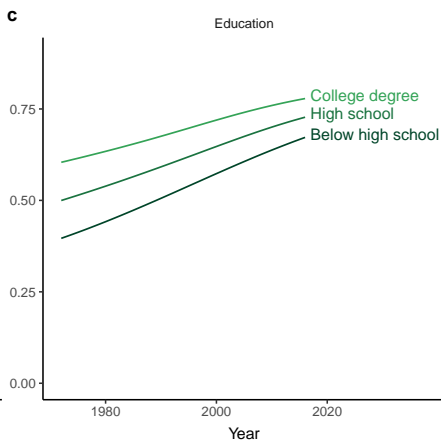 c
Education
College degree
High school
Below high school
0.75
0.50
0.25
0.00
1980 2000 2020
Year